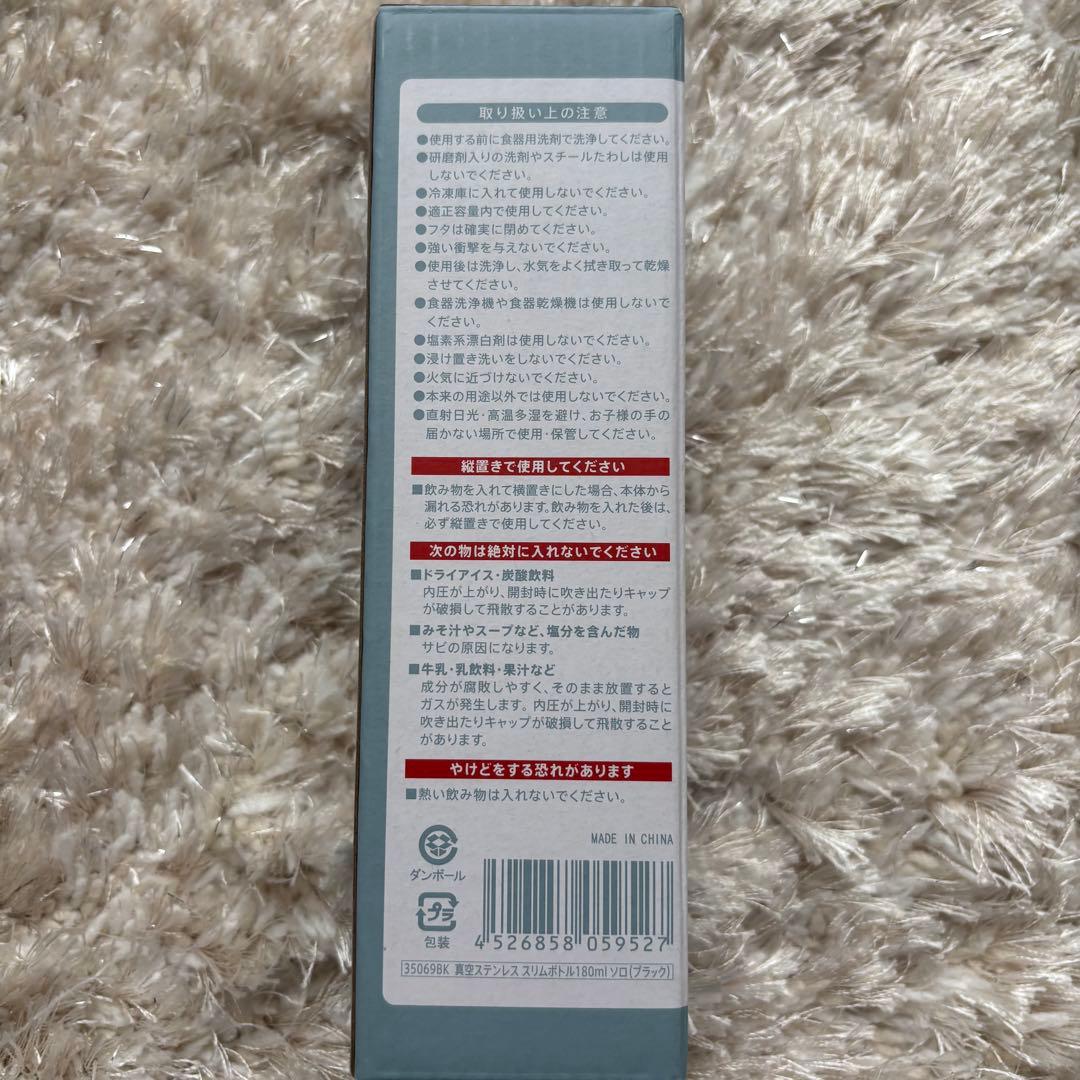 取り扱い上の注意
●使用する前に食器用洗剤で洗浄してください。
●研磨剤入りの洗剤やスチールたわしは使用
しないでください。
●冷凍庫に入れて使用しないでください。
●適正容量内で使用してください。
●フタは確実に閉めてください。
●強い衝撃を与えないでください。
●使用後は洗浄し、水気をよく拭き取って乾燥
させてください。
●食器洗浄機や食器乾燥機は使用しないで
ください。
●塩素系漂白剤は使用しないでください。
●浸け置き洗いをしないでください。
●火気に近づけないでください。
●本来の用途以外では使用しないでください。
●直射日光・高温多湿を避け、お子様の手の
届かない場所で使用・保管してください。
縦置きで使用してください
■飲み物を入れて横置きにした場合、本体から
漏れる恐れがあります。飲み物を入れた後は、
必ず縦置きで使用してください。
次の物は絶対に入れないでください
■ドライアイス・炭酸飲料
内圧が上がり、開封時に吹き出たりキャップ
が破損して飛散することがあります。
■みそ汁やスープなど、塩分を含んだ物
サビの原因になります。
■牛乳・乳飲料・果汁など
成分が腐敗しやすく、そのまま放置すると
ガスが発生します。内圧が上がり、開封時に
吹き出たりキャップが破損して飛散すること
があります。
やけどをする恐れがあります
■熱い飲み物は入れないでください。
MADE IN CHINA
ダンボール
プラ
包装
4 526858 059527
35069BK 真空ステンレス スリムボトル180ml ソロ(ブラック)